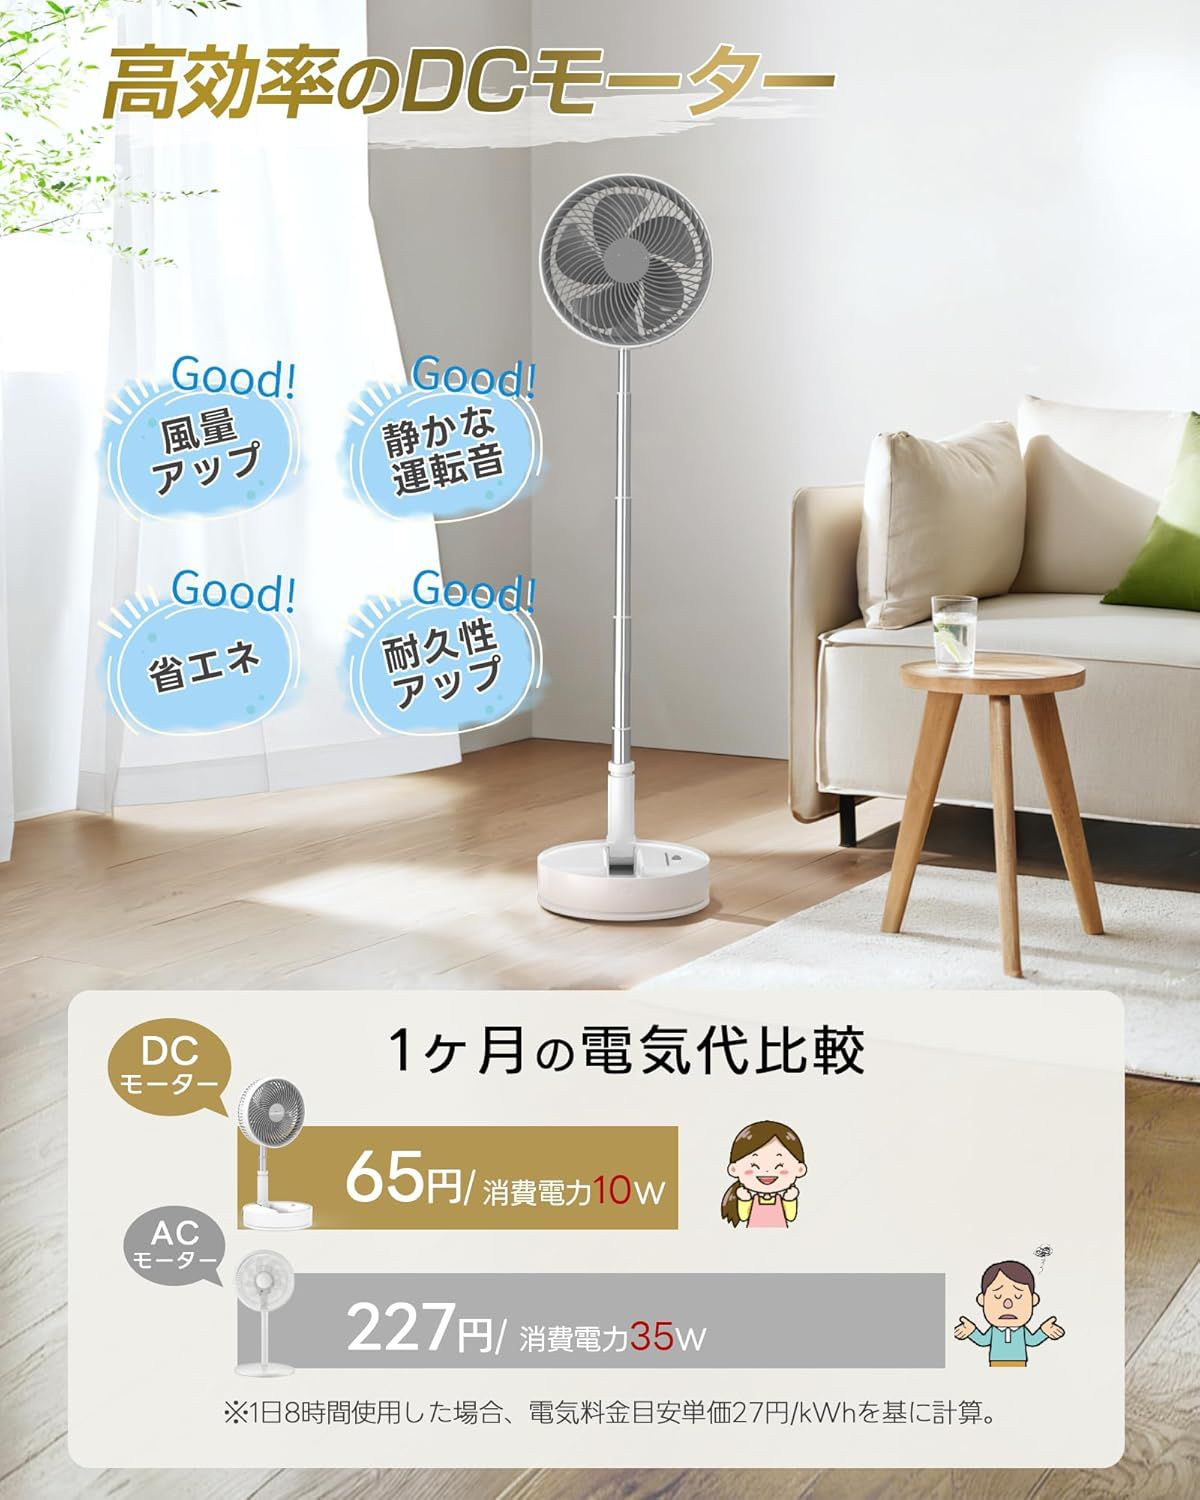 高効率のDCモーター
Good!
風量
アップ
Good!
静かな
運転音
Good!
省エネ
Good!
耐久性
アップ
1ヶ月の電気代比較
DC
モーター
65円/消費電力10W
AC
モーター
227円/消費電力35W
※1日8時間使用した場合、電気料金目安単価27円/kWhを基に計算。